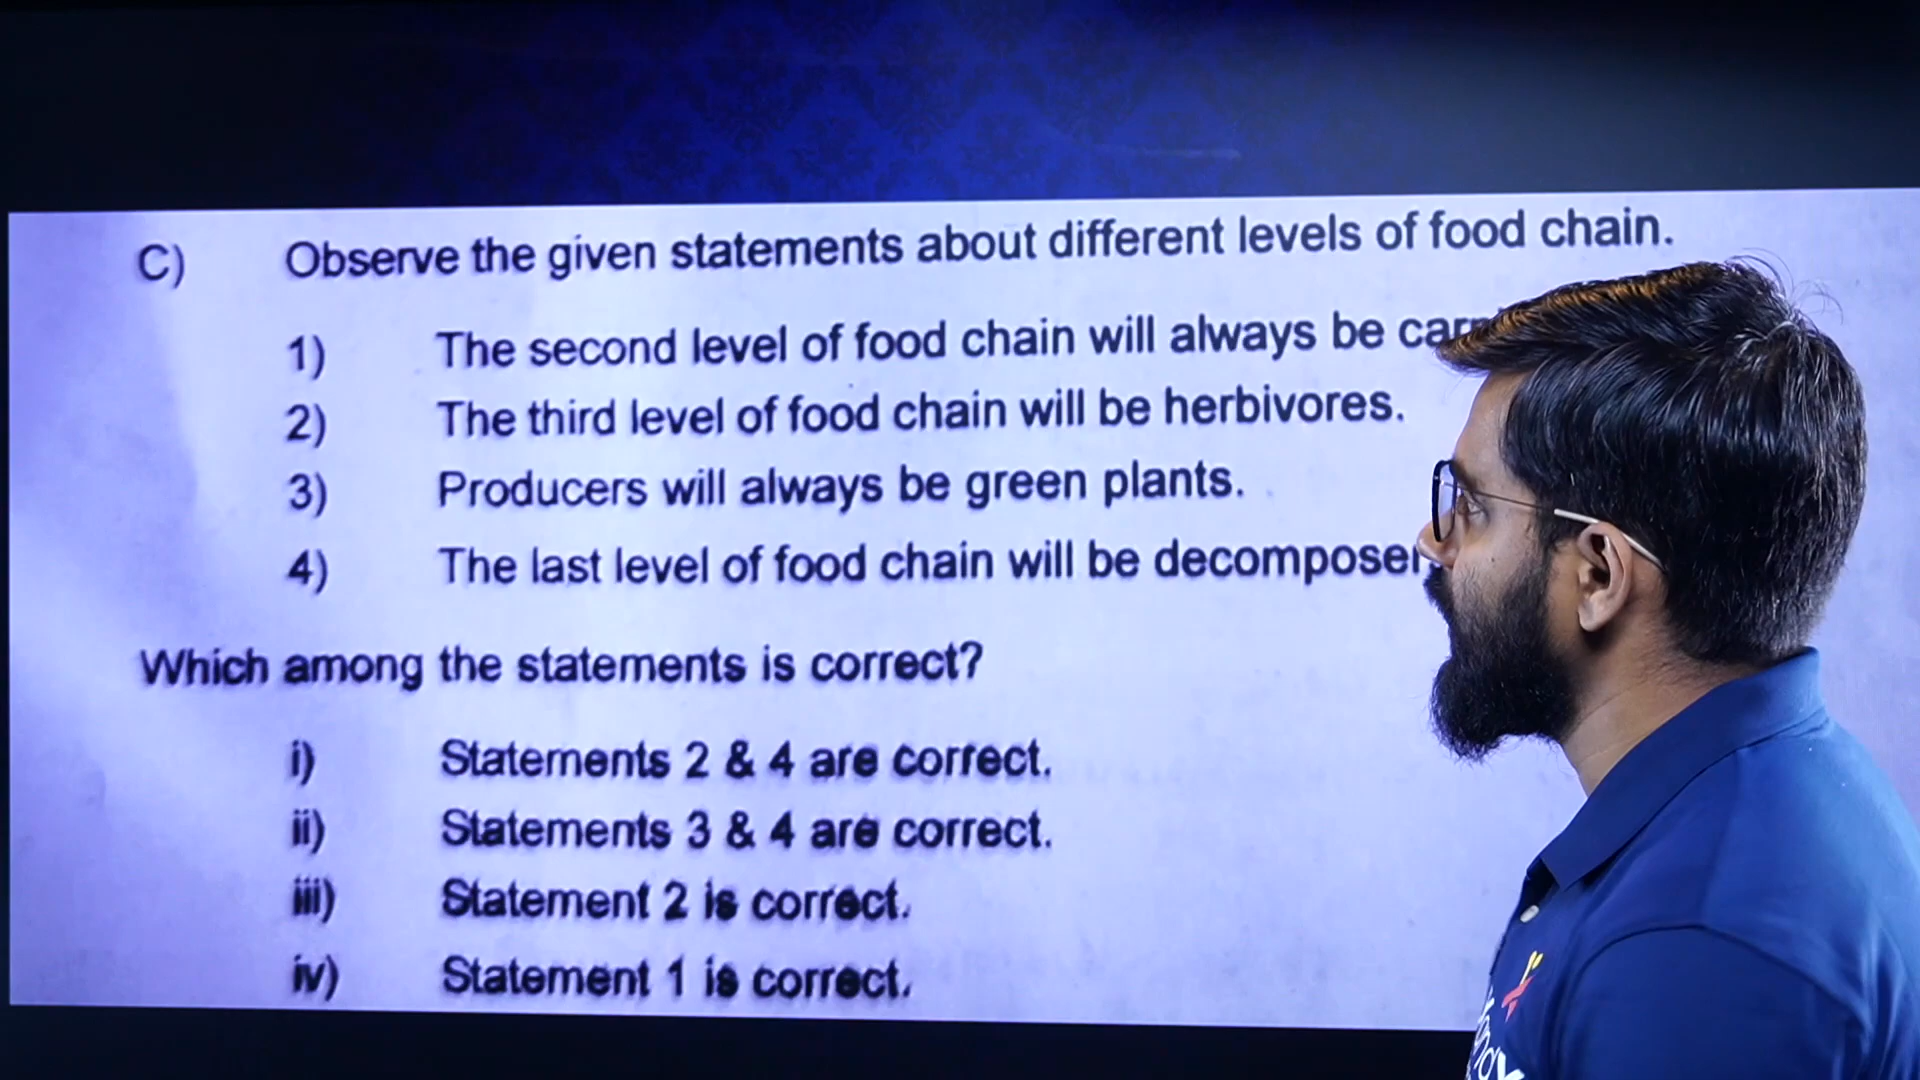 C) Observe the given statements about different levels of food chain.
1) The second level of food chain will always be
2) The third level of food chain will be herbivores.
3) Producers will always be green plants.
4) The last level of food chain will be
Which among the statements is correct?
i) Statements 2 & 4 are correct.
ii) Statements 3 & 4 are correct.
iii) Statement 2 is correct.
iv) Statement 1 is correct.